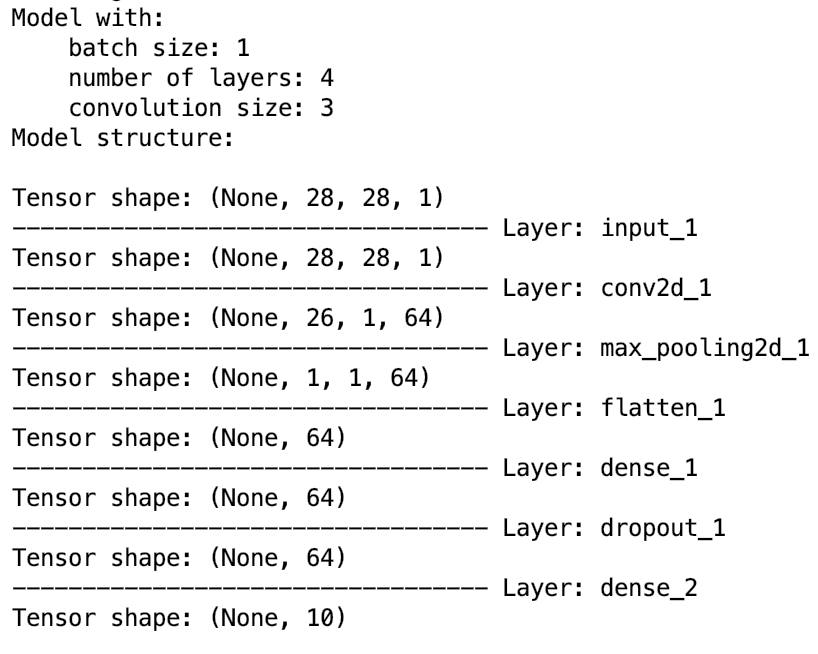 Model with:
    batch size: 1
    number of layers: 4
    convolution size: 3
Model structure:
Tensor shape: (None, 28, 28, 1)
---------------------------------- Layer: input_1
Tensor shape: (None, 28, 28, 1)
---------------------------------- Layer: conv2d_1
Tensor shape: (None, 26, 1, 64)
---------------------------------- Layer: max_pooling2d_1
Tensor shape: (None, 1, 1, 64)
---------------------------------- Layer: flatten_1
Tensor shape: (None, 64)
---------------------------------- Layer: dense_1
Tensor shape: (None, 64)
---------------------------------- Layer: dropout_1
Tensor shape: (None, 64)
---------------------------------- Layer: dense_2
Tensor shape: (None, 10)